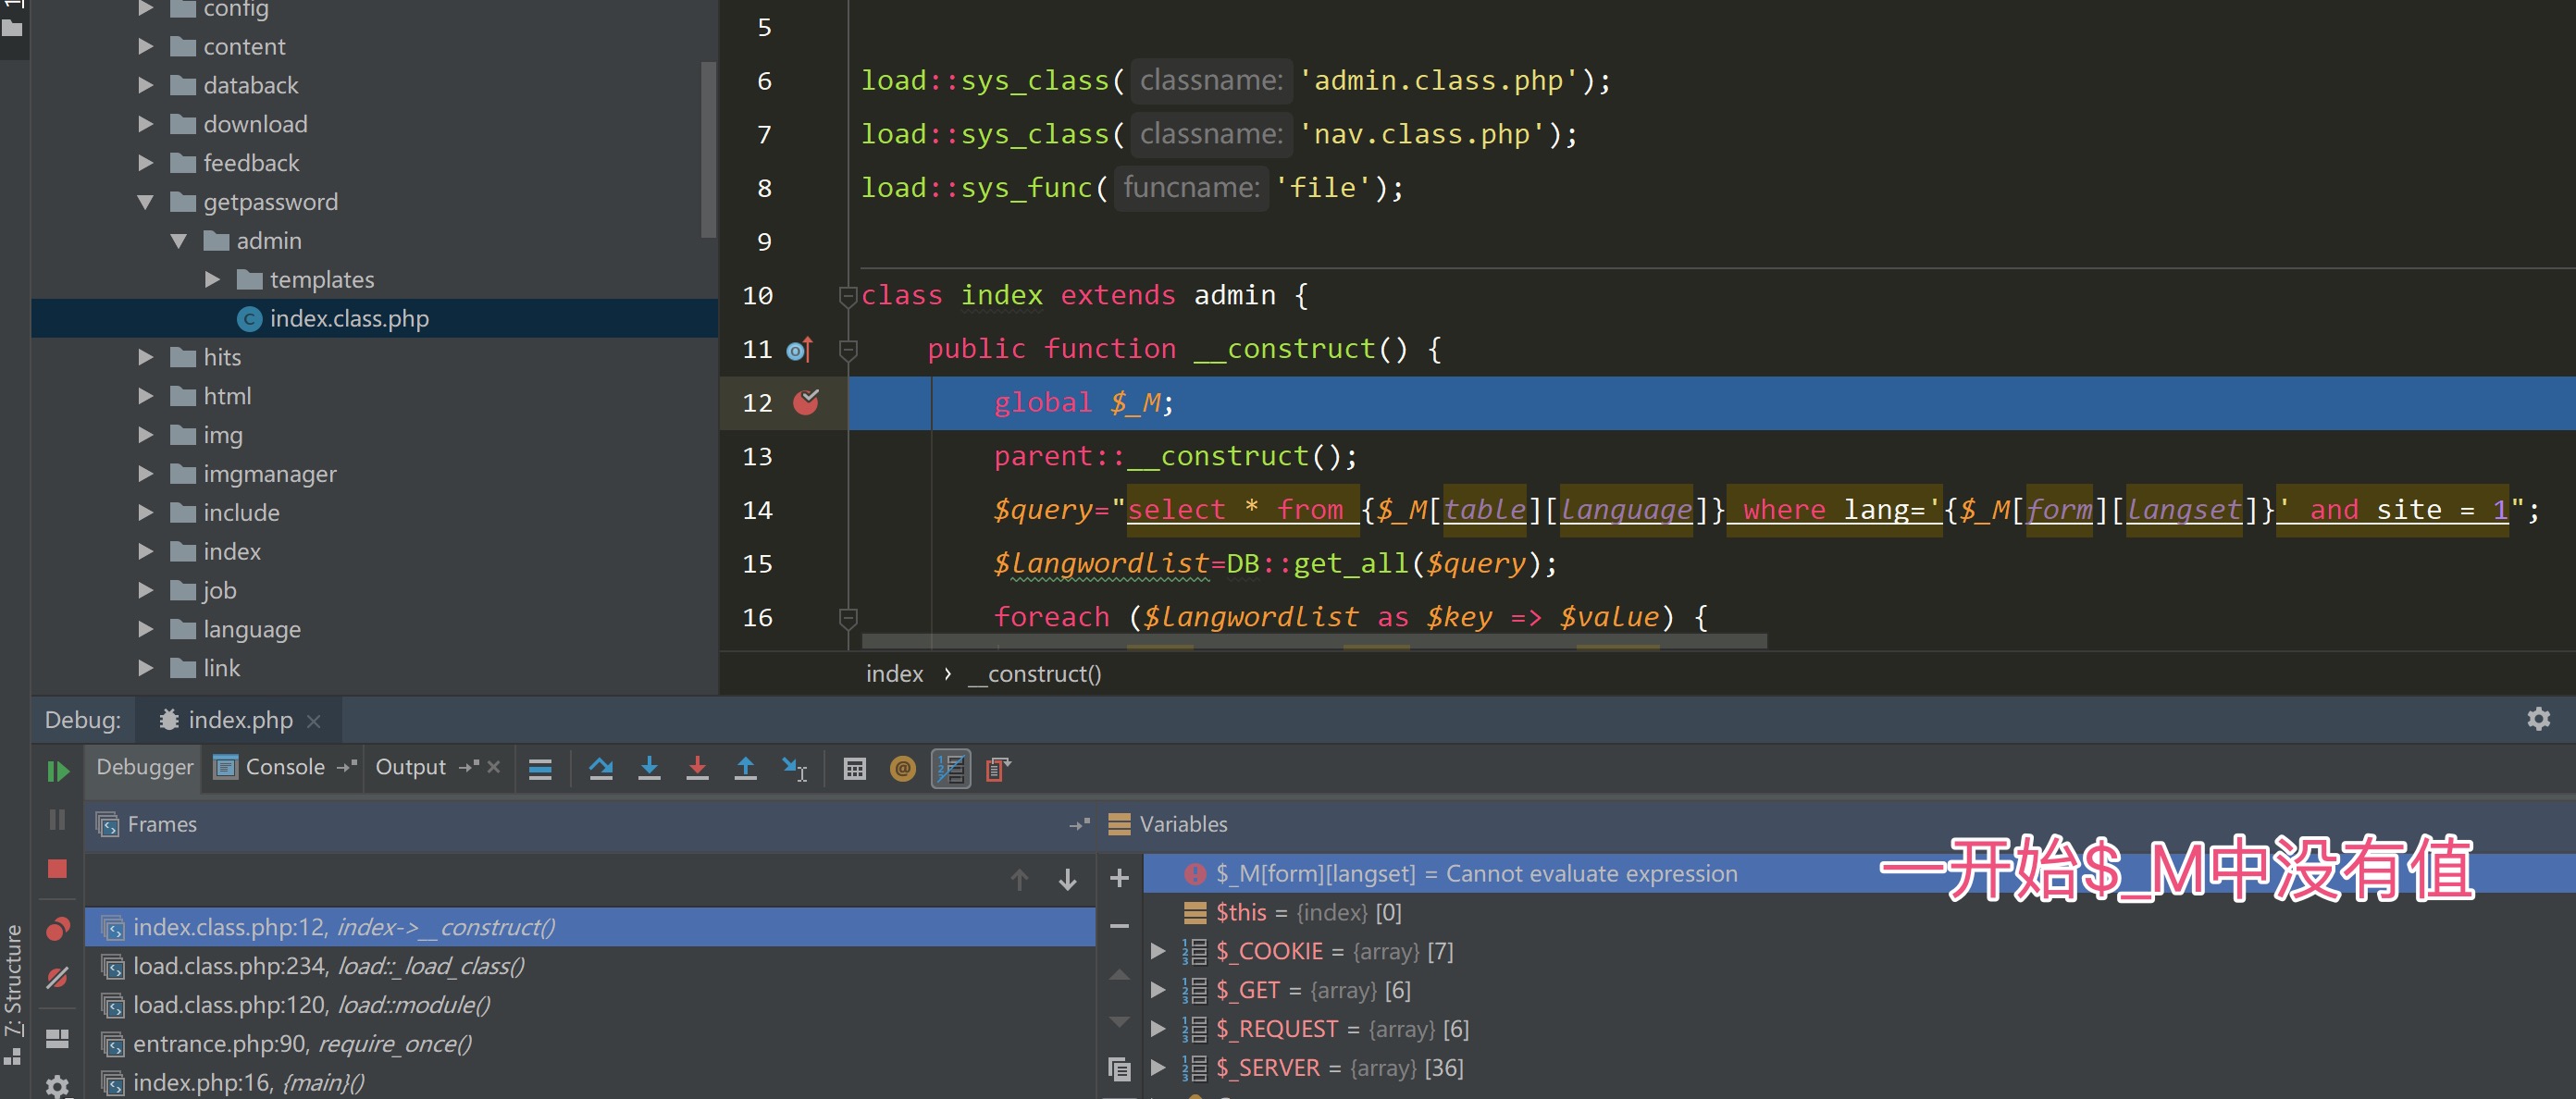 config
content
databack
download
feedback
getpassword
admin
templates
index.class.php
hits
html
img
imgmanager
include
index
job
language
link
5
6 load::sys_class( classname: 'admin.class.php');
7 load::sys_class( classname: 'nav.class.php');
8 load::sys_func( funcname: 'file');
9
10 class index extends admin {
11 public function __construct() {
12 global $_M;
13 parent::__construct();
14 $query="select * from {$_M[table][language]} where lang='{$_M[form][langset]}' and site = 1";
15 $langwordlist=DB::get_all($query);
16 foreach ($langwordlist as $key => $value) {
index › __construct()
Debug: index.php
Debugger Console Output
Frames
index.class.php:12, index->__construct()
load.class.php:234, load::_load_class()
load.class.php:120, load::module()
entrance.php:90, require_once()
index.php:16, {main}()
Variables
一开始$_M中没有值
$_M[form][langset] = Cannot evaluate expression
$this = {index} [0]
$_COOKIE = {array} [7]
$_GET = {array} [6]
$_REQUEST = {array} [6]
$_SERVER = {array} [36]
7: Structure